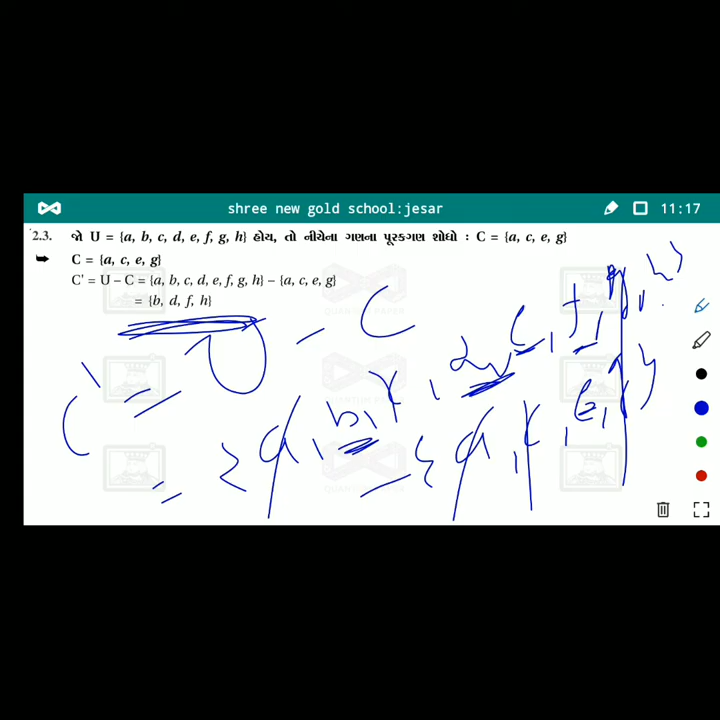 shree new gold school:jesar
11:17
2.3. જો U = {a, b, c, d, e, f, g, h} હોય, તો નીચેના ગણના પૂરકગણ શોધો : C = {a, c, e, g}
➥ C = {a, c, e, g}
C' = U – C = {a, b, c, d, e, f, g, h} – {a, c, e, g}
= {b, d, f, h}
C' = U – C
= {a, b, c, d, e, f, g, h}
– {a, c, e, g}